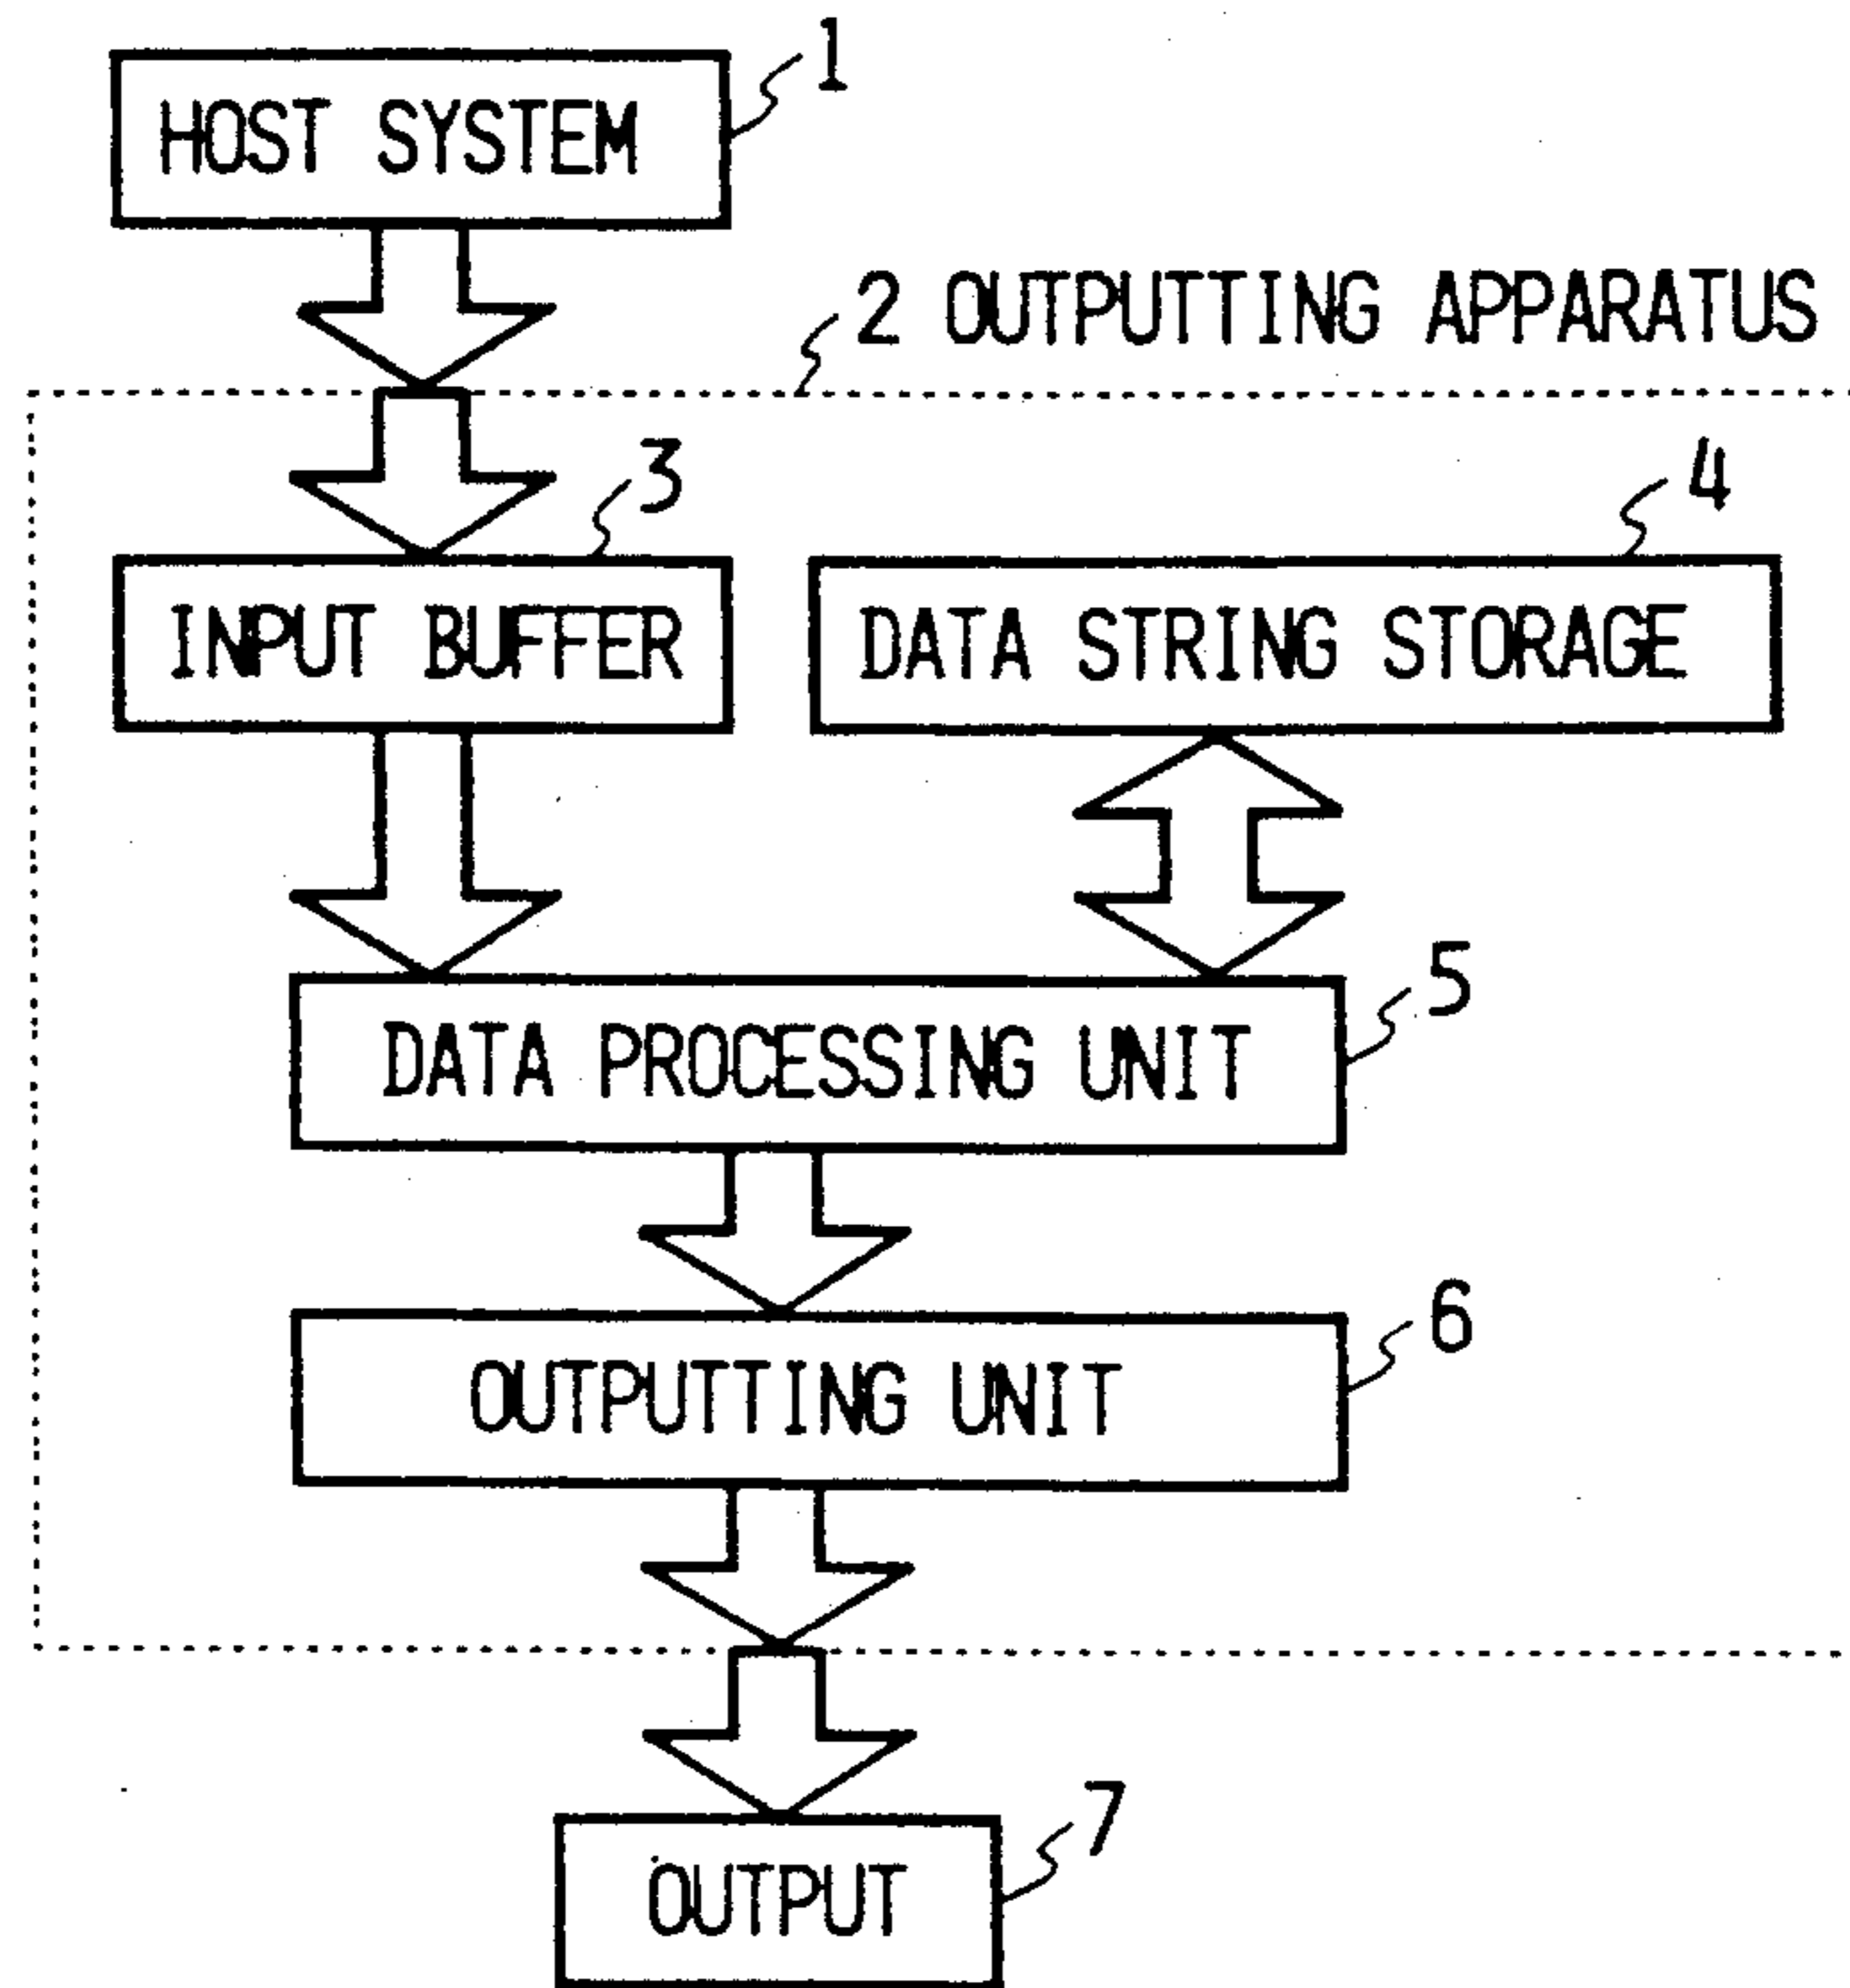 1
HOST SYSTEM
2 OUTPUTTING APPARATUS
3
4
INPUT BUFFER
DATA STRING STORAGE
5
DATA PROCESSING UNIT
6
OUTPUTTING UNIT
7
OUTPUT